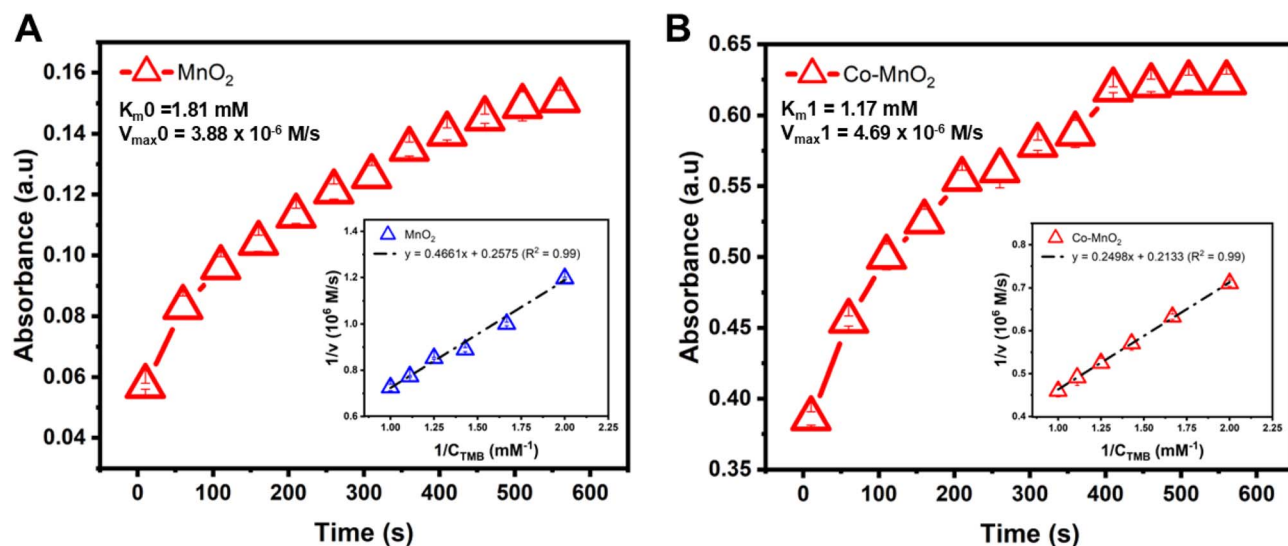 A
MnO₂
Kₘ0 =1.81 mM
Vₘₐₓ0 = 3.88 x 10⁻⁶ M/s
Absorbance (a.u)
0.16
0.14
0.12
0.10
0.08
0.06
0.04
0
100
200
300
400
500
600
Time (s)
MnO₂
y = 0.4661x + 0.2575 (R² = 0.99)
1/v (10⁶ M/s)
1.4
1.2
1.0
0.8
0.6
1.00
1.25
1.50
1.75
2.00
2.25
1/C_TMB (mM⁻¹)
B
Co-MnO₂
Kₘ1 = 1.17 mM
Vₘₐₓ1 = 4.69 x 10⁻⁶ M/s
Absorbance (a.u)
0.65
0.60
0.55
0.50
0.45
0.40
0.35
0
100
200
300
400
500
600
Time (s)
Co-MnO₂
y = 0.2498x + 0.2133 (R² = 0.99)
1/v (10⁶ M/s)
0.8
0.7
0.6
0.5
0.4
1.00
1.25
1.50
1.75
2.00
2.25
1/C_TMB (mM⁻¹)